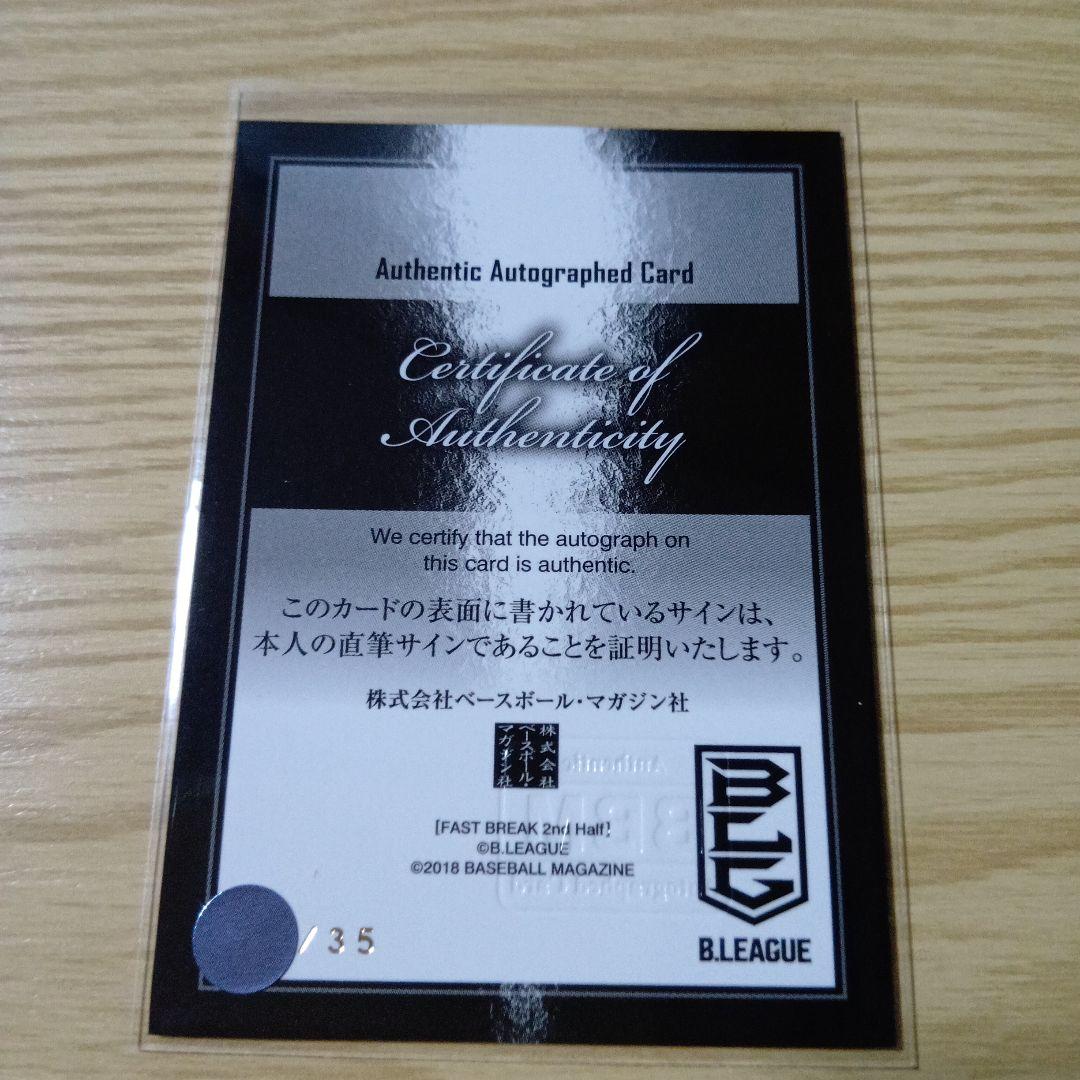 Authentic Autographed Card
Certificate of
Authenticity
We certify that the autograph on
this card is authentic.
このカードの表面に書かれているサインは、
本人の直筆サインであることを証明いたします。
株式会社ベースボール・マガジン社
株式会社
ベースボール・
マガジン社
Authentic
BBM
Autographed Card
[FAST BREAK 2nd Half]
©B.LEAGUE
©2018 BASEBALL MAGAZINE
/35
BLG
B.LEAGUE